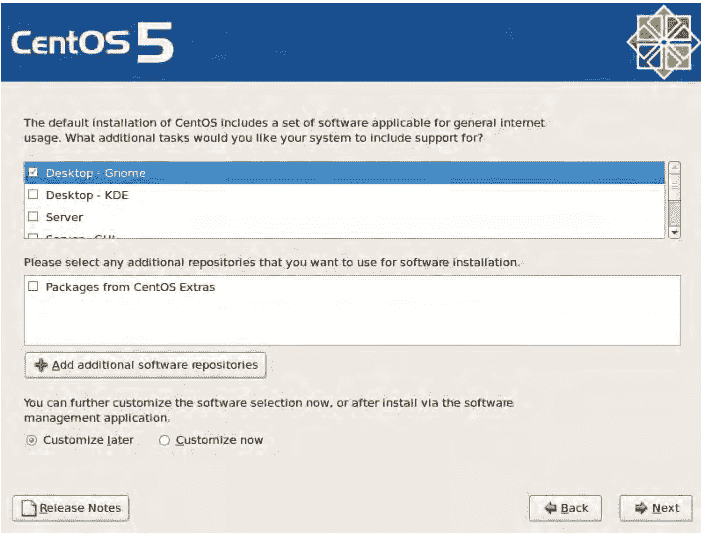 CentOS 5
The default installation of CentOS includes a set of software applicable for general internet
usage. What additional tasks would you like your system to include support for?
Desktop - Gnome
Desktop - KDE
Server
Please select any additional repositories that you want to use for software installation.
Packages from CentOS Extras
Add additional software repositories
You can further customize the software selection now, or after install via the software
management application.
Customize later
Customize now
Release Notes
Back
Next